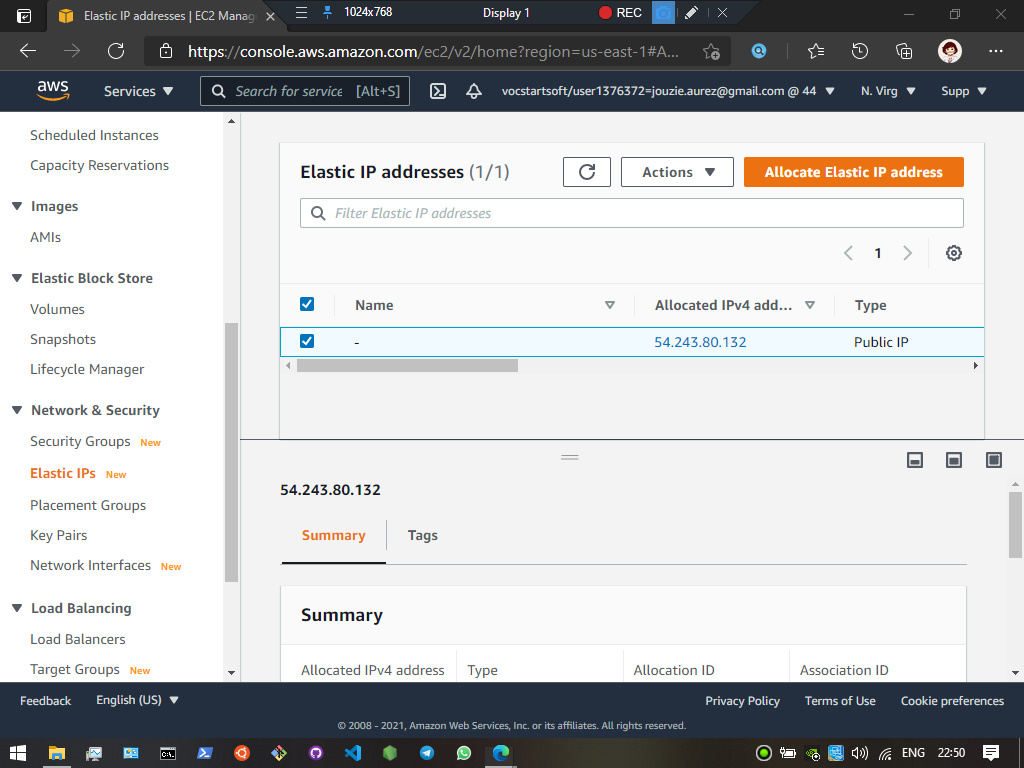 Elastic IP addresses | EC2 Manag
1024x768
Display 1
REC
https://console.aws.amazon.com/ec2/v2/home?region=us-east-1#A...
aws
Services
Search for service [Alt+S]
vocstartsoft/user1376372=jouzie.aurez@gmail.com @ 44
N. Virg
Supp
Scheduled Instances
Capacity Reservations
Images
AMIs
Elastic Block Store
Volumes
Snapshots
Lifecycle Manager
Network & Security
Security Groups New
Elastic IPs New
Placement Groups
Key Pairs
Network Interfaces New
Load Balancing
Load Balancers
Target Groups New
Elastic IP addresses (1/1)
Actions
Allocate Elastic IP address
Filter Elastic IP addresses
1
Name
Allocated IPv4 add...
Type
-
54.243.80.132
Public IP
54.243.80.132
Summary
Tags
Summary
Allocated IPv4 address
Type
Allocation ID
Association ID
Feedback
English (US)
Privacy Policy
Terms of Use
Cookie preferences
© 2008 - 2021, Amazon Web Services, Inc. or its affiliates. All rights reserved.
ENG
22:50